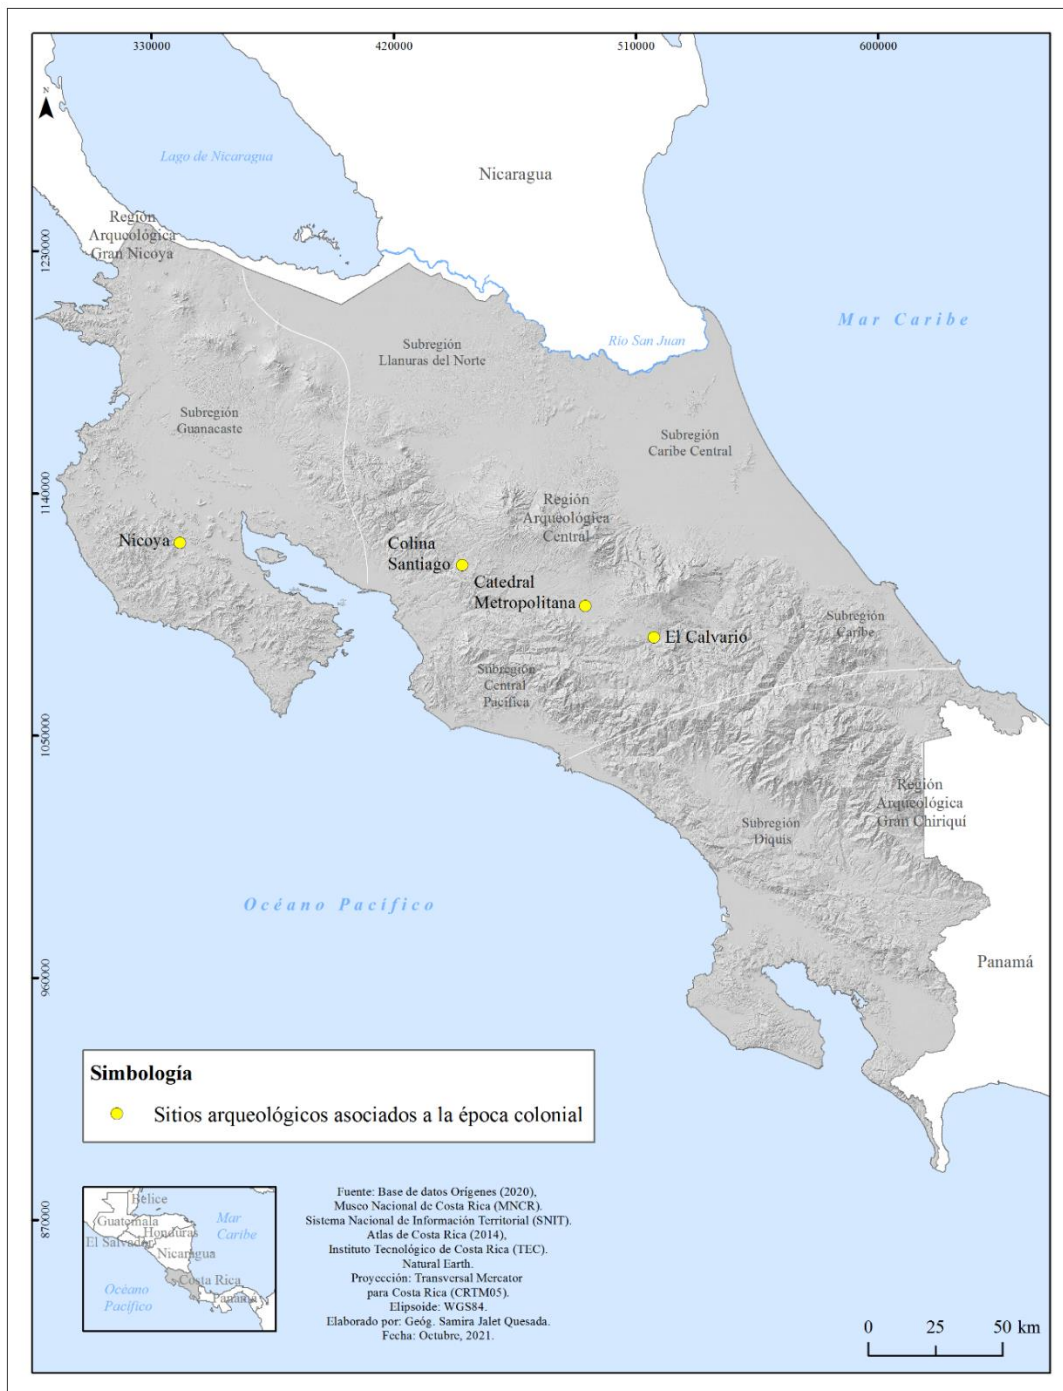 330000
420000
510000
600000
N
Lago de Nicaragua
Nicaragua
Región
Arqueológica
Gran Nicoya
1230000
Mar Caribe
Río San Juan
Subregión
Llanuras del Norte
Subregión
Guanacaste
Subregión
Caribe Central
1140000
Región
Arqueológica
Central
Nicoya
Colina
Santiago
Catedral
Metropolitana
El Calvario
Subregión
Caribe
Subregión
Central
Pacífica
1050000
Región
Arqueológica
Gran Chiriquí
Subregión
Diquís
Océano Pacífico
960000
Panamá
Simbología
Sitios arqueológicos asociados a la época colonial
870000
Belice
Guatemala
Honduras
El Salvador
Nicaragua
Costa Rica
Panamá
Mar
Caribe
Océano
Pacífico
Fuente: Base de datos Orígenes (2020),
Museo Nacional de Costa Rica (MNCR).
Sistema Nacional de Información Territorial (SNIT).
Atlas de Costa Rica (2014),
Instituto Tecnológico de Costa Rica (TEC).
Natural Earth.
Proyección: Transversal Mercator
para Costa Rica (CRTM05).
Elipsoide: WGS84.
Elaborado por: Geóg. Samira Jalet Quesada.
Fecha: Octubre, 2021.
0 25 50 km